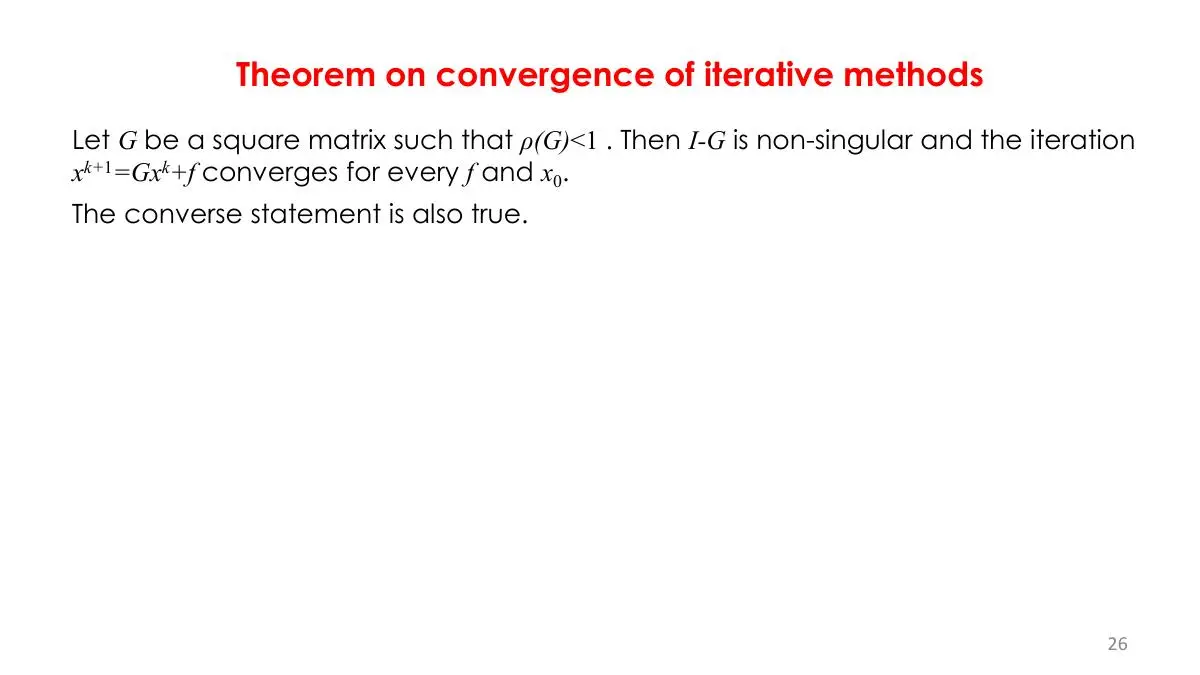 Theorem on convergence of iterative methods
Let G be a square matrix such that ρ(G)<1 . Then I-G is non-singular and the iteration
xᵏ⁺¹=Gxᵏ+f converges for every f and x₀.
The converse statement is also true.
26